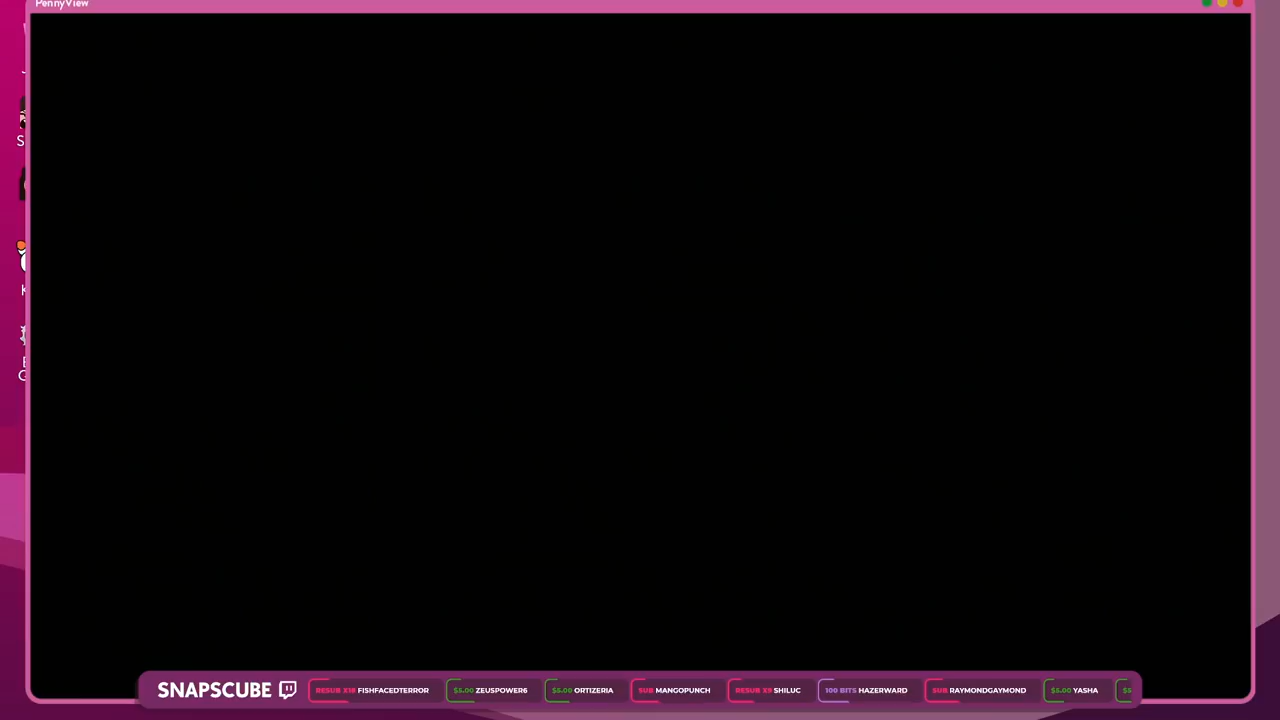 PennyView
S
K
SNAPSCUBE
RESUB X18 FISHFACEDTERROR
$5.00 ZEUSPOWER6
$5.00 ORTIZERIA
SUB MANGOPUNCH
RESUB X9 SHILUC
100 BITS HAZERWARD
SUB RAYMONDGAYMOND
$5.00 YASHA